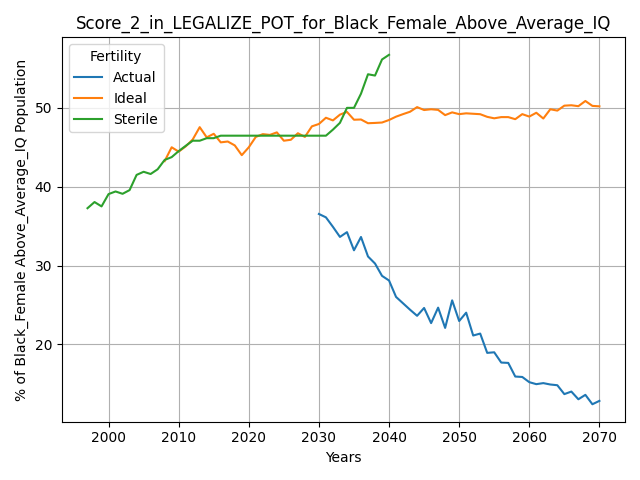 Score_2_in_LEGALIZE_POT_for_Black_Female_Above_Average_IQ
Fertility
Actual
Ideal
Sterile
% of Black_Female Above_Average_IQ Population
50
40
30
20
2000 2010 2020 2030 2040 2050 2060 2070
Years